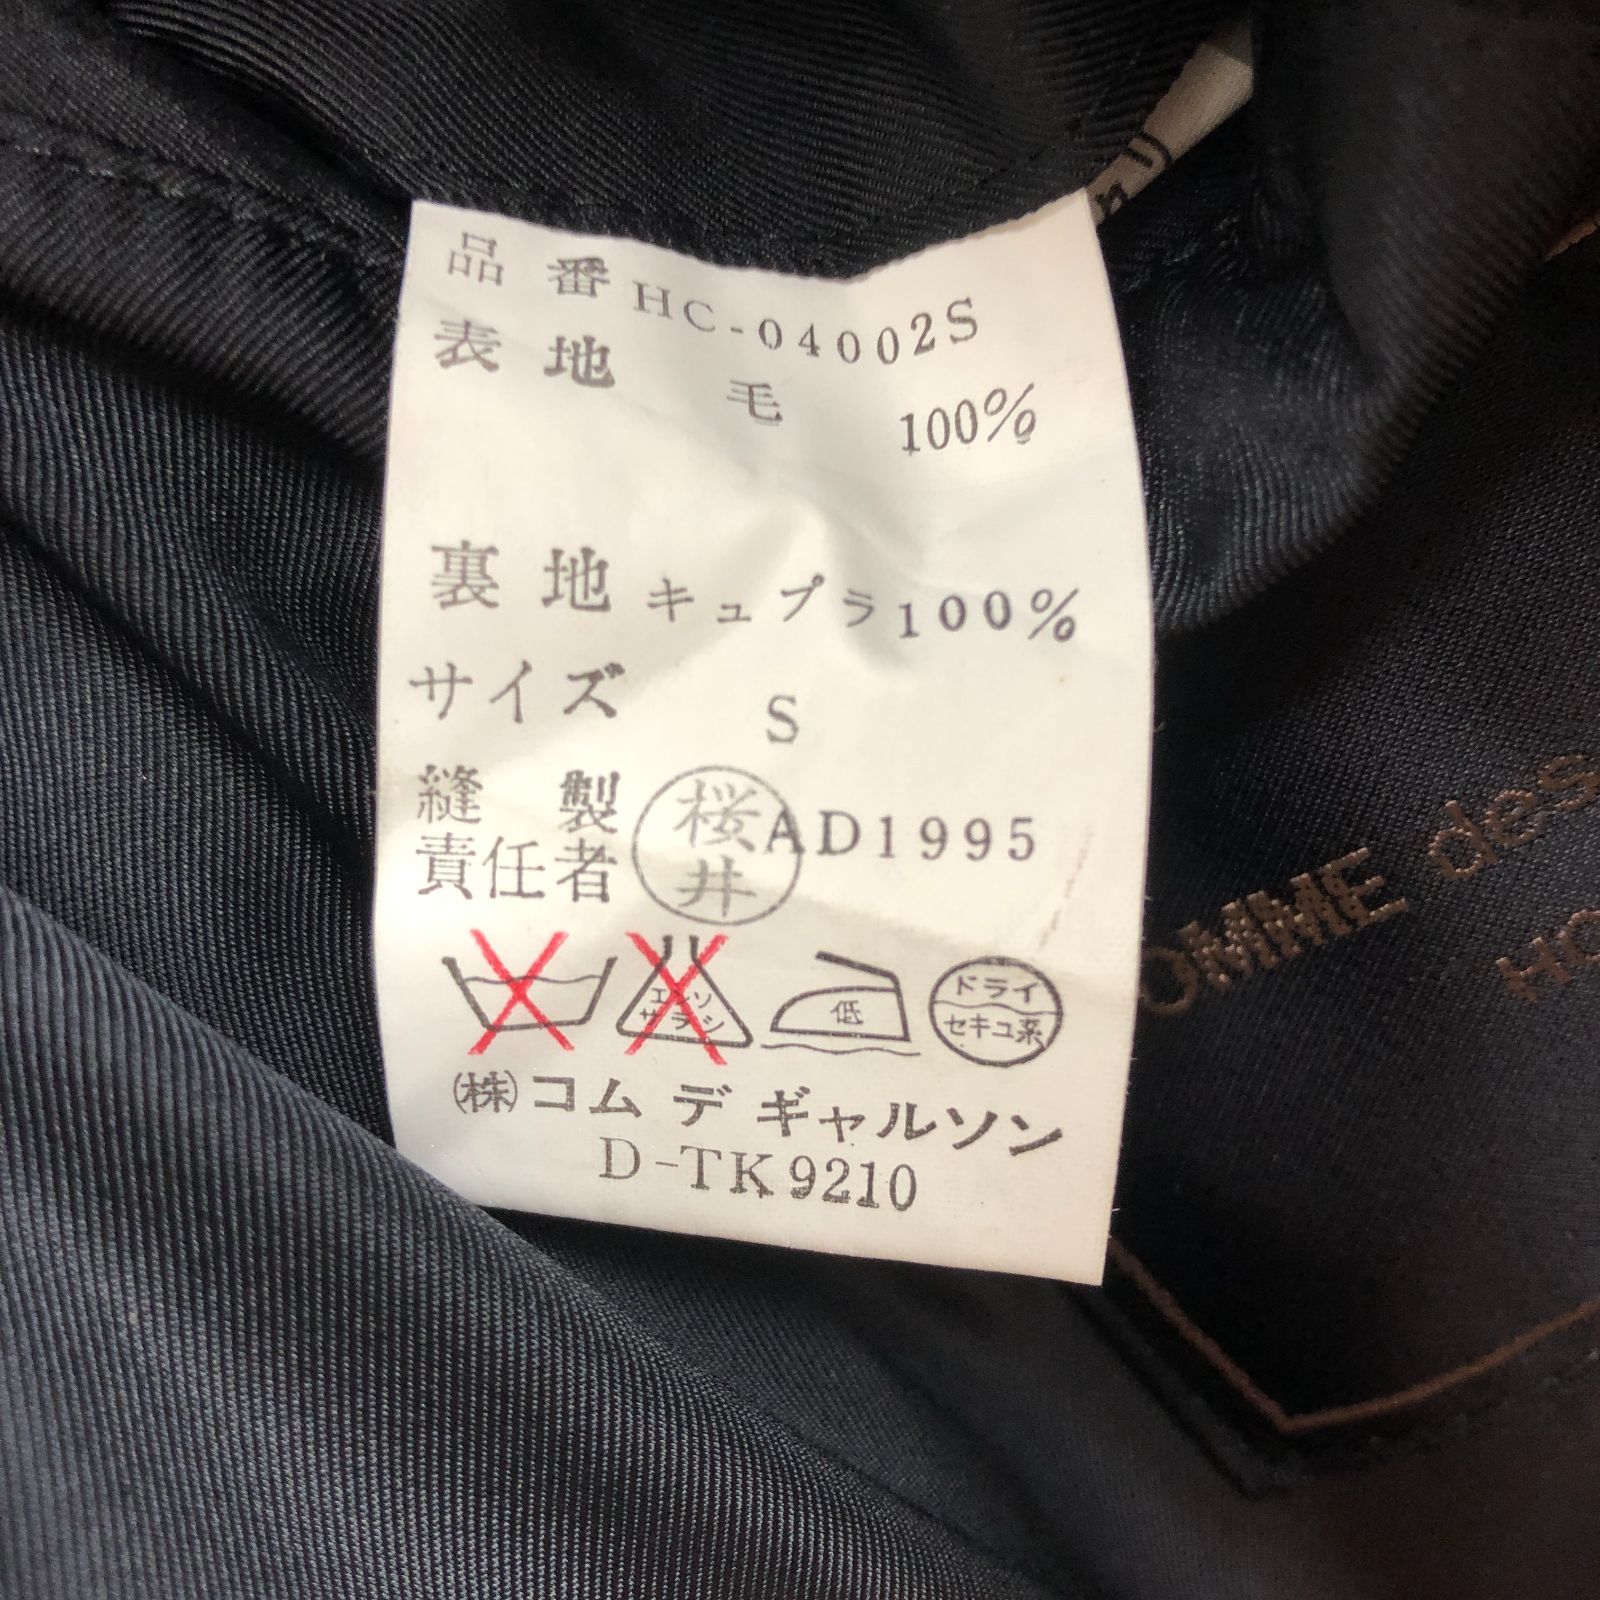 品番 HC-04002S
表地 毛 100%
裏地 キュプラ100%
サイズ S
縫製
責任者 桜井 AD1995
エンソ
サラシ
低
ドライ
セキユ系
(株)コム デ ギャルソン
D-TK9210
OMME des
HO